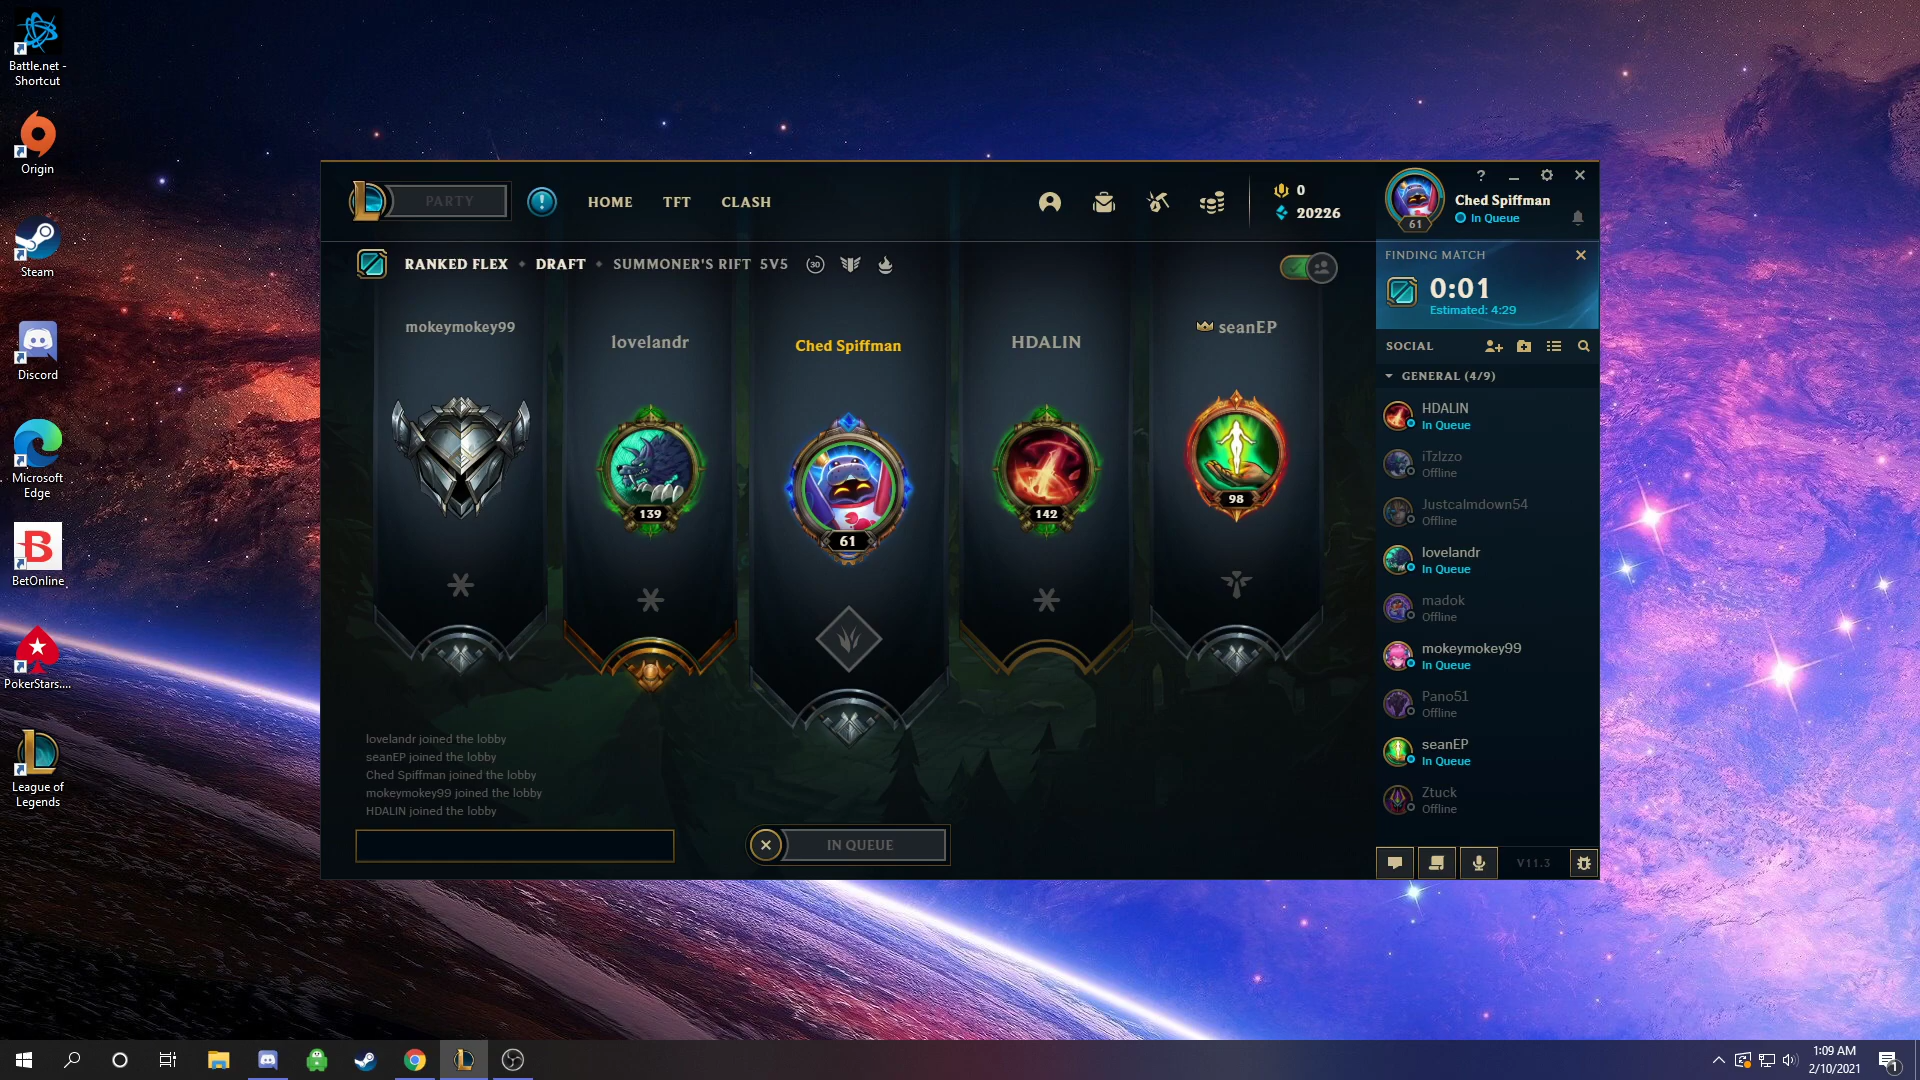 Battle.net -
Shortcut
Origin
Steam
Discord
Microsoft
Edge
BetOnline
PokerStars....
League of
Legends
PARTY
HOME
TFT
CLASH
0
20226
61
Ched Spiffman
In Queue
RANKED FLEX • DRAFT • SUMMONER'S RIFT 5V5
30
mokeymokey99
lovelandr
139
Ched Spiffman
61
HDALIN
142
seanEP
98
lovelandr joined the lobby
seanEP joined the lobby
Ched Spiffman joined the lobby
mokeymokey99 joined the lobby
HDALIN joined the lobby
IN QUEUE
FINDING MATCH
0:01
Estimated: 4:29
SOCIAL
GENERAL (4/9)
HDALIN
In Queue
iTzIzzo
Offline
Justcalmdown54
Offline
lovelandr
In Queue
madok
Offline
mokeymokey99
In Queue
Pano51
Offline
seanEP
In Queue
Ztuck
Offline
V11.3
1:09 AM
2/10/2021
1